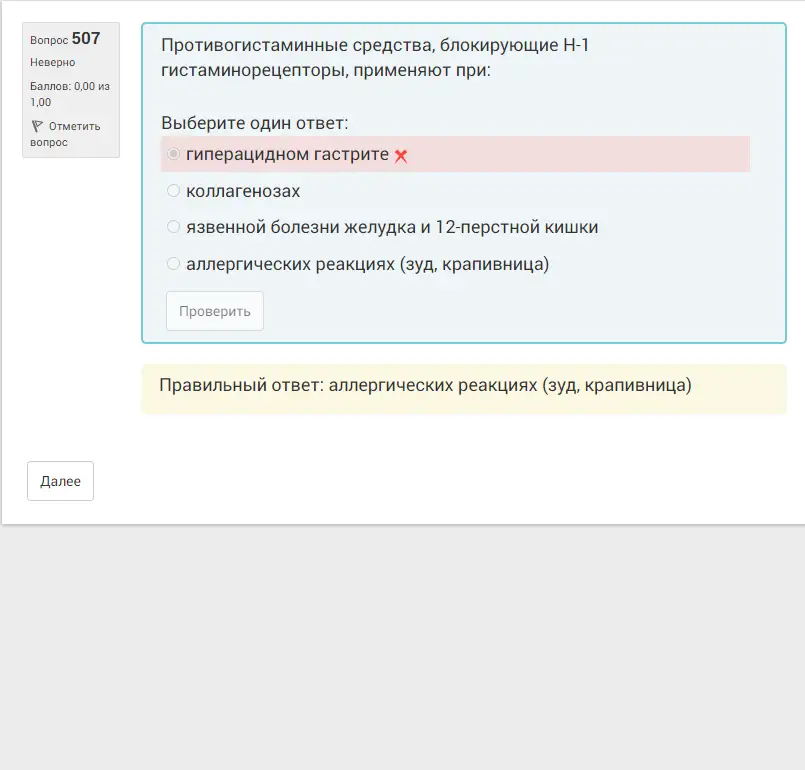 Вопрос 507
Неверно
Баллов: 0,00 из
1,00
Отметить
вопрос
Противогистаминные средства, блокирующие Н-1
гистаминорецепторы, применяют при:
Выберите один ответ:
гиперацидном гастрите
коллагенозах
язвенной болезни желудка и 12-перстной кишки
аллергических реакциях (зуд, крапивница)
Проверить
Правильный ответ: аллергических реакциях (зуд, крапивница)
Далее